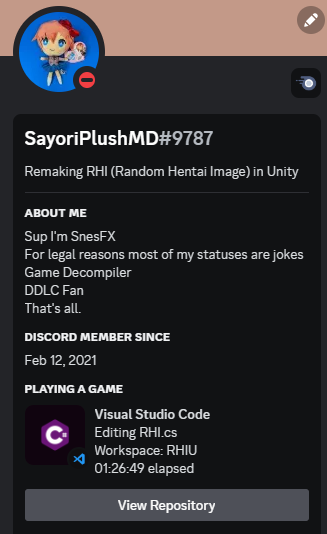 SayoriPlushMD#9787
Remaking RHI (Random Hentai Image) in Unity
ABOUT ME
Sup I'm SnesFX
For legal reasons most of my statuses are jokes
Game Decompiler
DDLC Fan
That's all.
DISCORD MEMBER SINCE
Feb 12, 2021
PLAYING A GAME
C#
Visual Studio Code
Editing RHI.cs
Workspace: RHIU
01:26:49 elapsed
View Repository